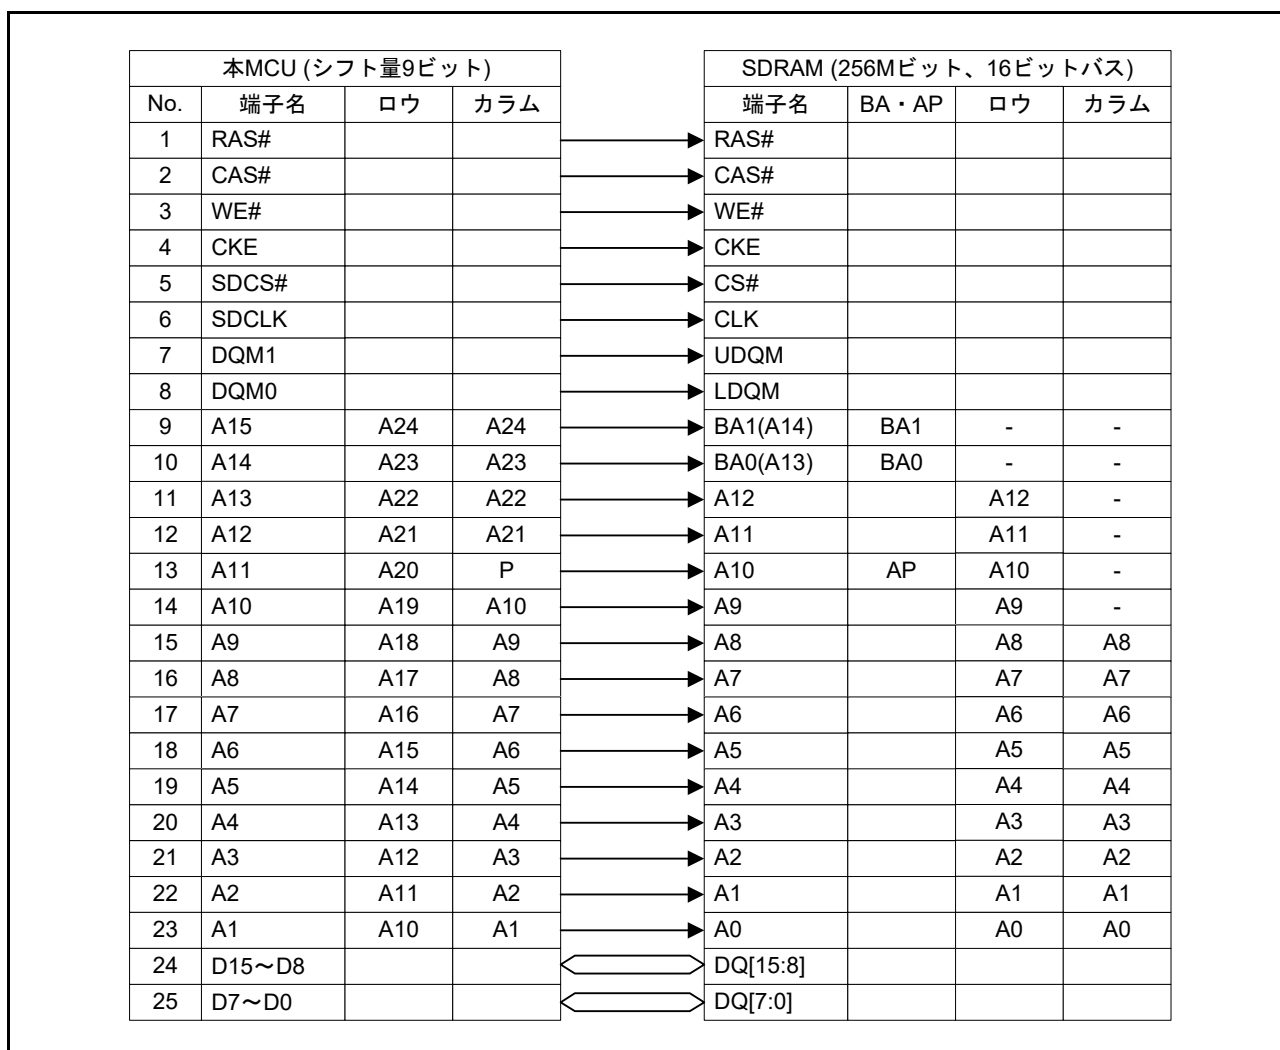 本MCU (シフト量9ビット) SDRAM (256Mビット、16ビットバス)
No. 端子名 ロウ カラム 端子名 BA・AP ロウ カラム
1 RAS# RAS#
2 CAS# CAS#
3 WE# WE#
4 CKE CKE
5 SDCS# CS#
6 SDCLK CLK
7 DQM1 UDQM
8 DQM0 LDQM
9 A15 A24 A24 BA1(A14) BA1 - -
10 A14 A23 A23 BA0(A13) BA0 - -
11 A13 A22 A22 A12 A12 -
12 A12 A21 A21 A11 A11 -
13 A11 A20 P A10 AP A10 -
14 A10 A19 A10 A9 A9 -
15 A9 A18 A9 A8 A8 A8
16 A8 A17 A8 A7 A7 A7
17 A7 A16 A7 A6 A6 A6
18 A6 A15 A6 A5 A5 A5
19 A5 A14 A5 A4 A4 A4
20 A4 A13 A4 A3 A3 A3
21 A3 A12 A3 A2 A2 A2
22 A2 A11 A2 A1 A1 A1
23 A1 A10 A1 A0 A0 A0
24 D15～D8 DQ[15:8]
25 D7～D0 DQ[7:0]